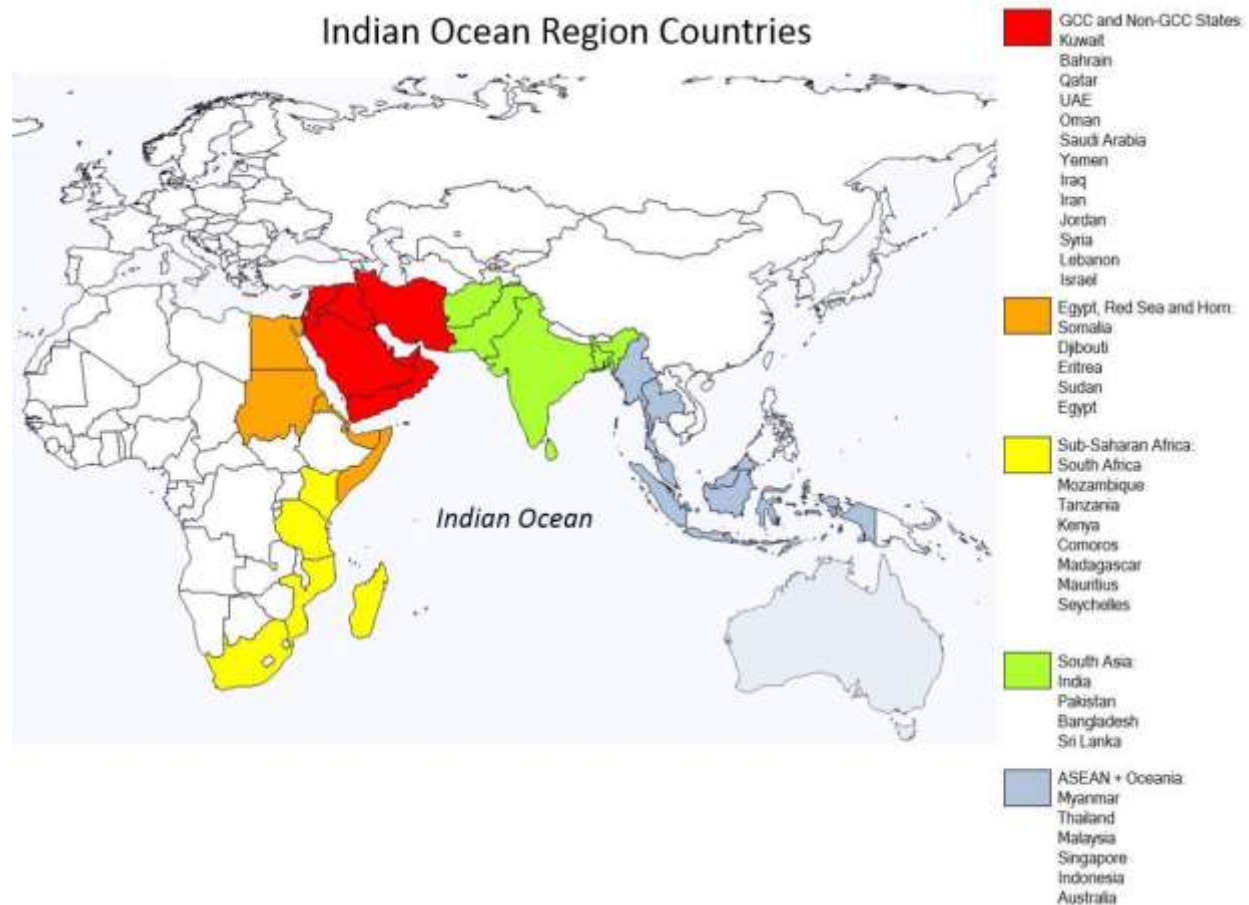 Indian Ocean Region Countries
Indian Ocean
GCC and Non-GCC States
Kuwait
Bahrain
Qatar
UAE
Oman
Saudi Arabia
Yemen
Iraq
Iran
Jordan
Syria
Lebanon
Israel
Egypt, Red Sea and Horn:
Somalia
Djibouti
Eritrea
Sudan
Egypt
Sub-Saharan Africa:
South Africa
Mozambique
Tanzania
Kenya
Comoros
Madagascar
Mauritius
Seychelles
South Asia:
India
Pakistan
Bangladesh
Sri Lanka
ASEAN + Oceania:
Myanmar
Thailand
Malaysia
Singapore
Indonesia
Australia